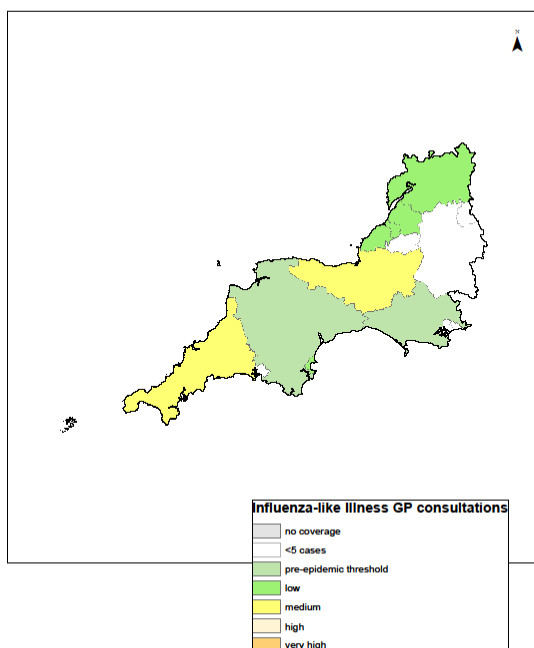 N
Influenza-like Illness GP consultations
no coverage
<5 cases
pre-epidemic threshold
low
medium
high
very high